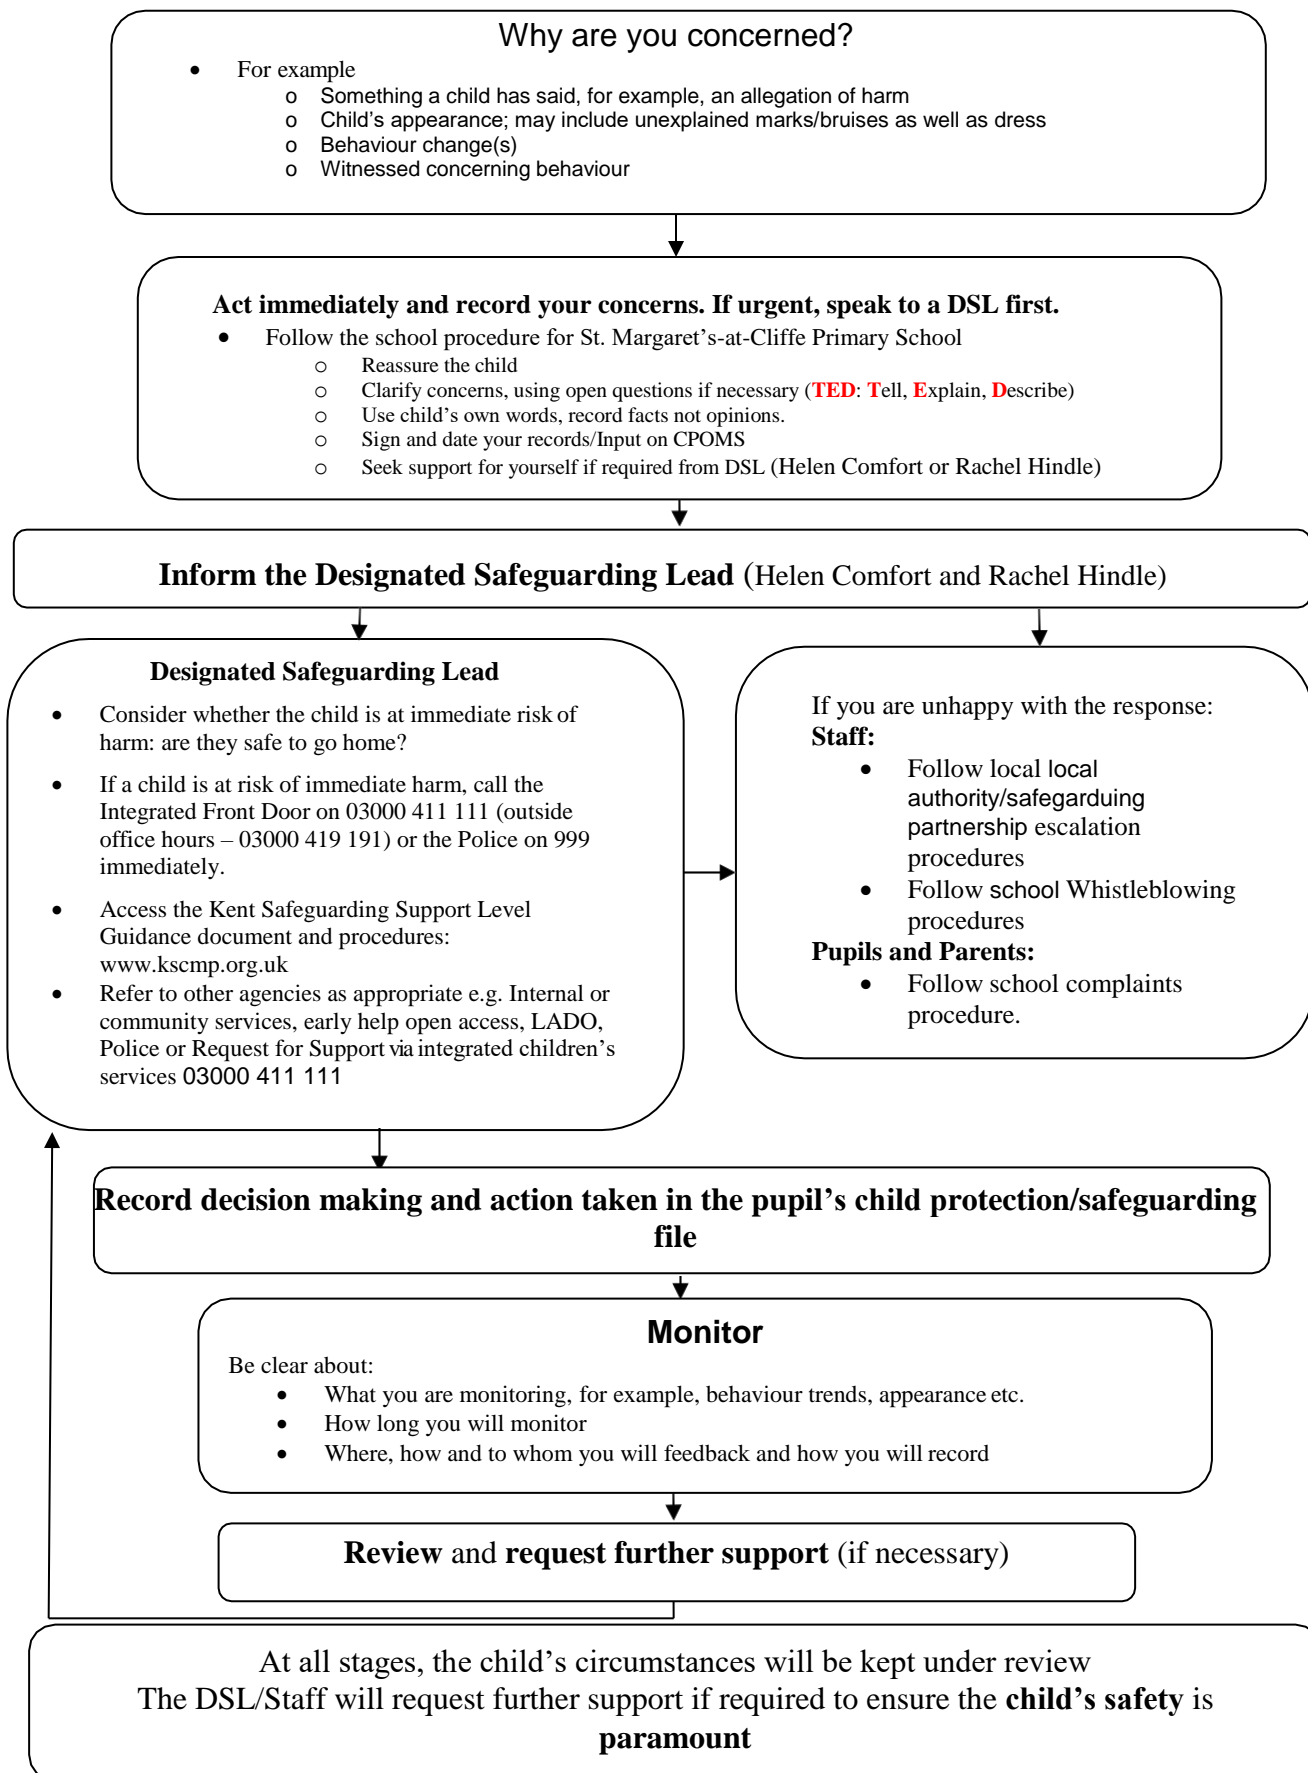 Why are you concerned?
• For example
o Something a child has said, for example, an allegation of harm
o Child's appearance; may include unexplained marks/bruises as well as dress
o Behaviour change(s)
o Witnessed concerning behaviour
Act immediately and record your concerns. If urgent, speak to a DSL first.
• Follow the school procedure for St. Margaret's-at-Cliffe Primary School
o Reassure the child
o Clarify concerns, using open questions if necessary (TED: Tell, Explain, Describe)
o Use child's own words, record facts not opinions.
o Sign and date your records/Input on CPOMS
o Seek support for yourself if required from DSL (Helen Comfort or Rachel Hindle)
Inform the Designated Safeguarding Lead (Helen Comfort and Rachel Hindle)
Designated Safeguarding Lead
• Consider whether the child is at immediate risk of
harm: are they safe to go home?
• If a child is at risk of immediate harm, call the
Integrated Front Door on 03000 411 111 (outside
office hours – 03000 419 191) or the Police on 999
immediately.
• Access the Kent Safeguarding Support Level
Guidance document and procedures:
www.kscmp.org.uk
• Refer to other agencies as appropriate e.g. Internal or
community services, early help open access, LADO,
Police or Request for Support via integrated children's
services 03000 411 111
If you are unhappy with the response:
Staff:
• Follow local local
authority/safegarduing
partnership escalation
procedures
• Follow school Whistleblowing
procedures
Pupils and Parents:
• Follow school complaints
procedure.
Record decision making and action taken in the pupil's child protection/safeguarding
file
Monitor
Be clear about:
• What you are monitoring, for example, behaviour trends, appearance etc.
• How long you will monitor
• Where, how and to whom you will feedback and how you will record
Review and request further support (if necessary)
At all stages, the child's circumstances will be kept under review
The DSL/Staff will request further support if required to ensure the child's safety is
paramount